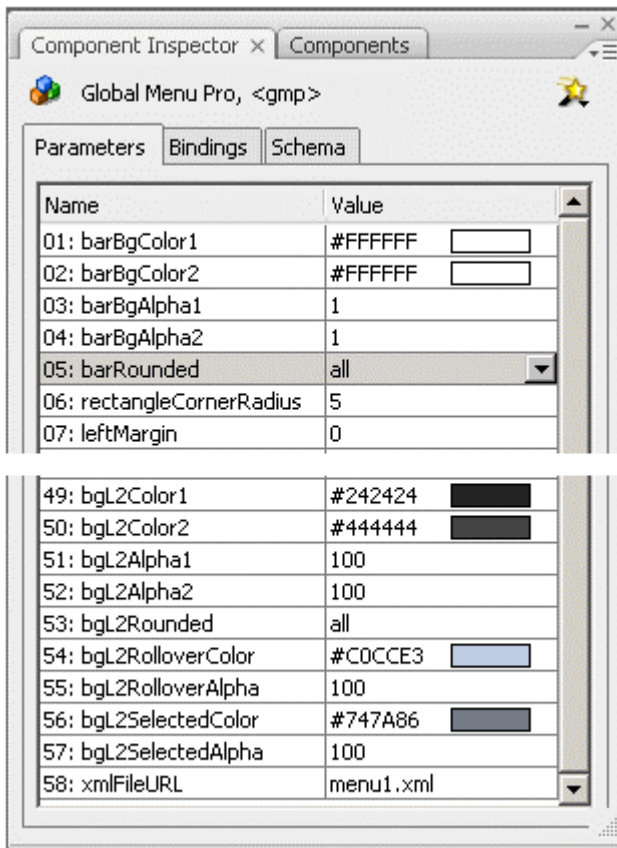 Component Inspector × Components
Global Menu Pro, <gmp>
Parameters Bindings Schema
Name Value
01: barBgColor1 #FFFFFF
02: barBgColor2 #FFFFFF
03: barBgAlpha1 1
04: barBgAlpha2 1
05: barRounded all
06: rectangleCornerRadius 5
07: leftMargin 0
49: bgL2Color1 #242424
50: bgL2Color2 #444444
51: bgL2Alpha1 100
52: bgL2Alpha2 100
53: bgL2Rounded all
54: bgL2RolloverColor #C0CCE3
55: bgL2RolloverAlpha 100
56: bgL2SelectedColor #747A86
57: bgL2SelectedAlpha 100
58: xmlFileURL menu1.xml